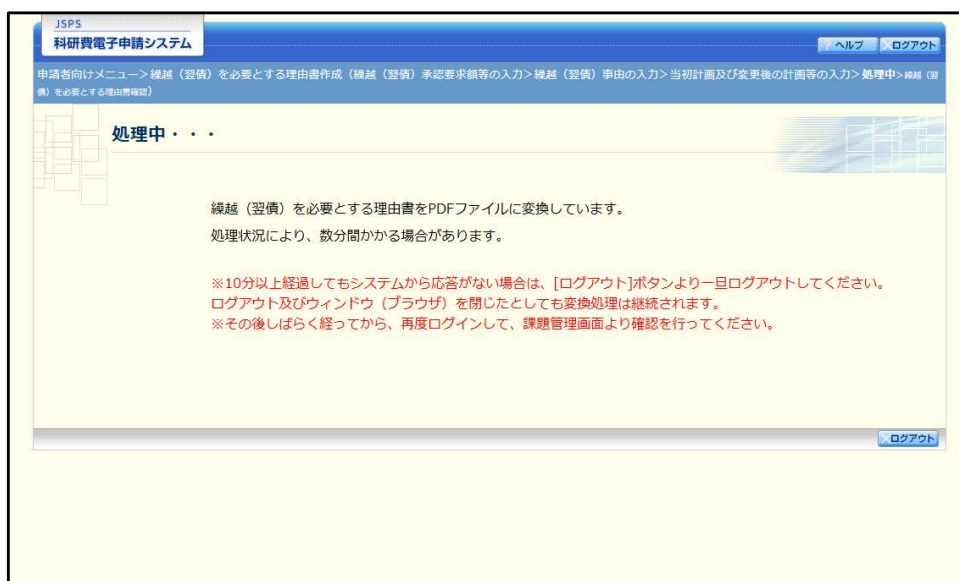 JSPS
科研費電子申請システム
ヘルプ
ログアウト
申請者向けメニュー>繰越（翌債）を必要とする理由書作成（繰越（翌債）承認要求額等の入力>繰越（翌債）事由の入力>当初計画及び変更後の計画等の入力>処理中>繰越（翌
債）を必要とする理由書確認）
処理中・・・
繰越（翌債）を必要とする理由書をPDFファイルに変換しています。
処理状況により、数分間かかる場合があります。
※10分以上経過してもシステムから応答がない場合は、[ログアウト]ボタンより一旦ログアウトしてください。
ログアウト及びウィンドウ（ブラウザ）を閉じたとしても変換処理は継続されます。
※その後しばらく経ってから、再度ログインして、課題管理画面より確認を行ってください。
ログアウト